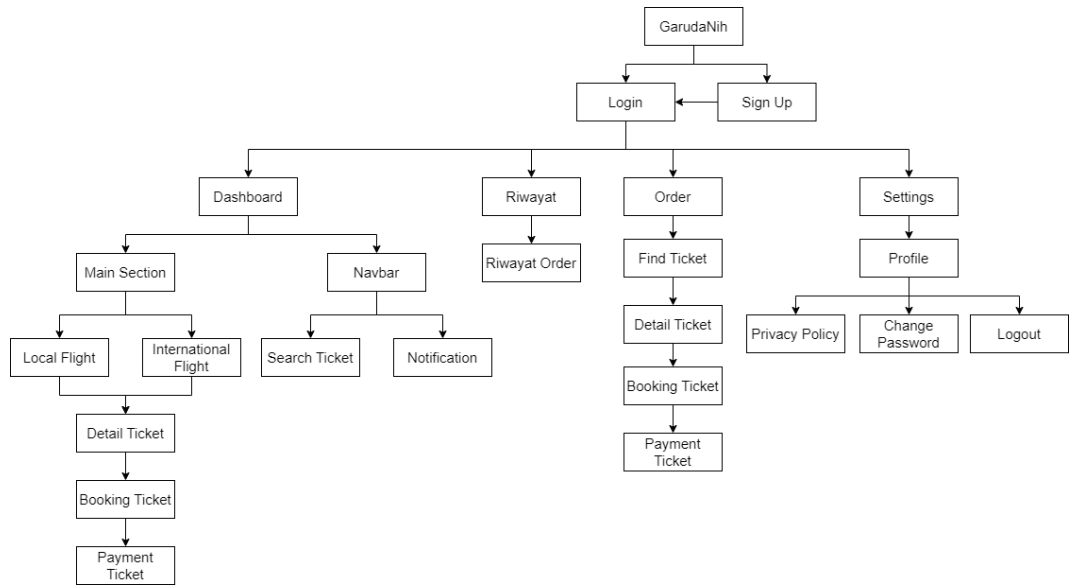 GarudaNih
Login
Sign Up
Dashboard
Riwayat
Order
Settings
Main Section
Navbar
Riwayat Order
Find Ticket
Profile
Local Flight
International
Flight
Search Ticket
Notification
Detail Ticket
Privacy Policy
Change
Password
Logout
Booking Ticket
Detail Ticket
Payment
Ticket
Booking Ticket
Payment
Ticket